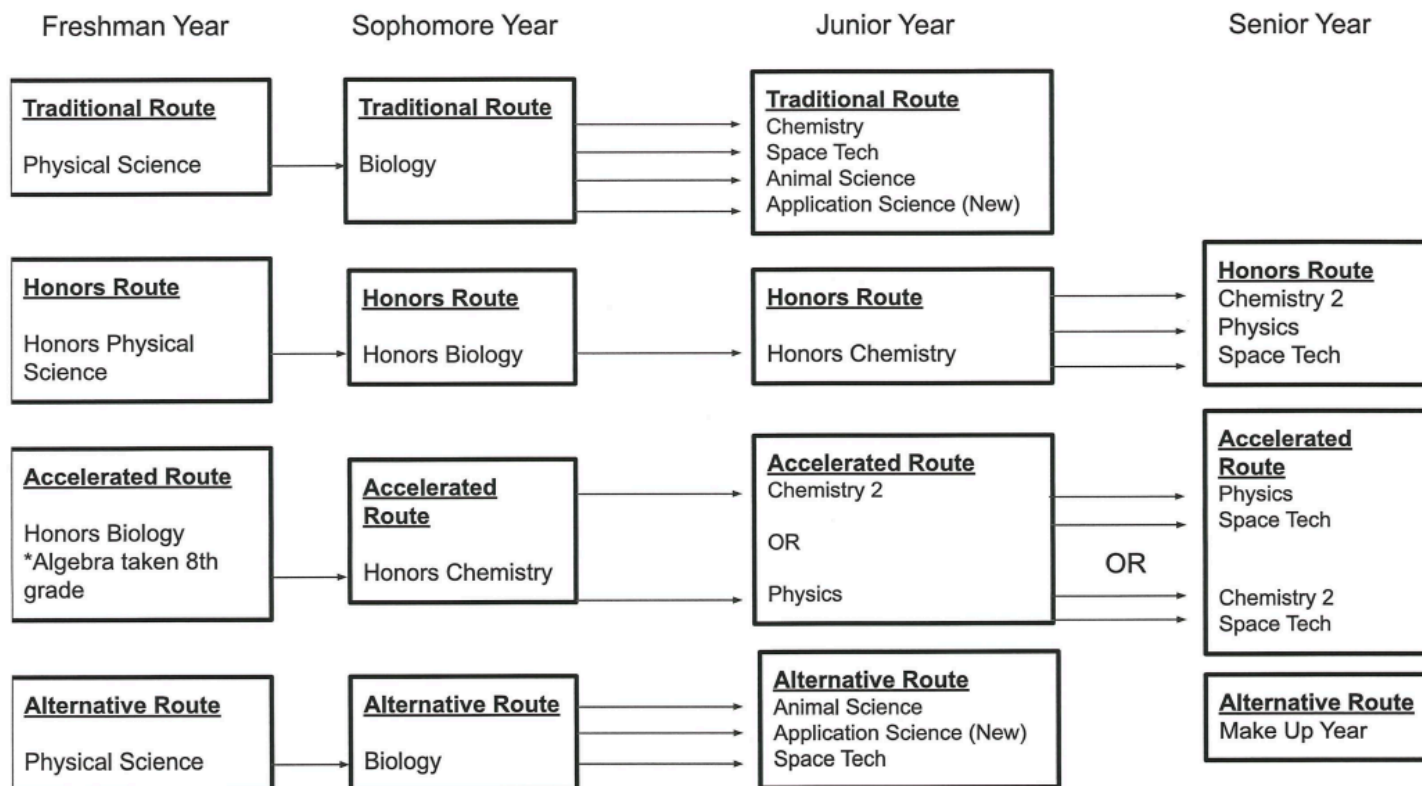 Freshman Year
Sophomore Year
Junior Year
Senior Year
Traditional Route
Physical Science
Traditional Route
Biology
Traditional Route
Chemistry
Space Tech
Animal Science
Application Science (New)
Honors Route
Honors Physical
Science
Honors Route
Honors Biology
Honors Route
Honors Chemistry
Honors Route
Chemistry 2
Physics
Space Tech
Accelerated Route
Honors Biology
*Algebra taken 8th
grade
Accelerated
Route
Honors Chemistry
Accelerated Route
Chemistry 2
OR
Physics
OR
Accelerated
Route
Physics
Space Tech
Chemistry 2
Space Tech
Alternative Route
Physical Science
Alternative Route
Biology
Alternative Route
Animal Science
Application Science (New)
Space Tech
Alternative Route
Make Up Year